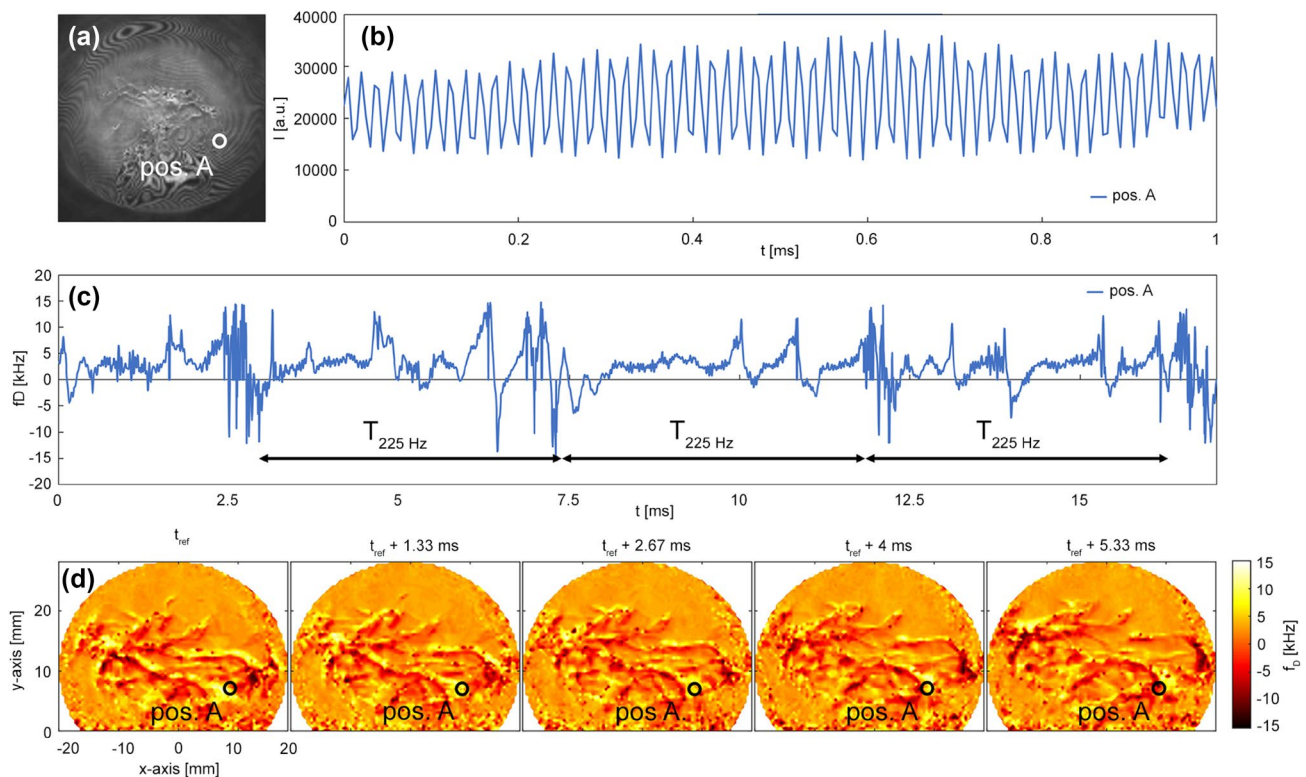 (a)
pos. A
(b)
40000
30000
20000
10000
0
I [a.u.]
pos. A
0 0.2 0.4 0.6 0.8 1
t [ms]
(c)
20
15
10
5
0
-5
-10
-15
-20
fD [kHz]
pos. A
T225 Hz T225 Hz T225 Hz
0 2.5 5 7.5 10 12.5 15
t [ms]
tref tref + 1.33 ms tref + 2.67 ms tref + 4 ms tref + 5.33 ms
(d)
20
10
0
y-axis [mm]
pos. A pos. A pos. A pos. A pos. A
-20 -10 0 10 20
x-axis [mm]
15
10
5
0
-5
-10
-15
fD [kHz]